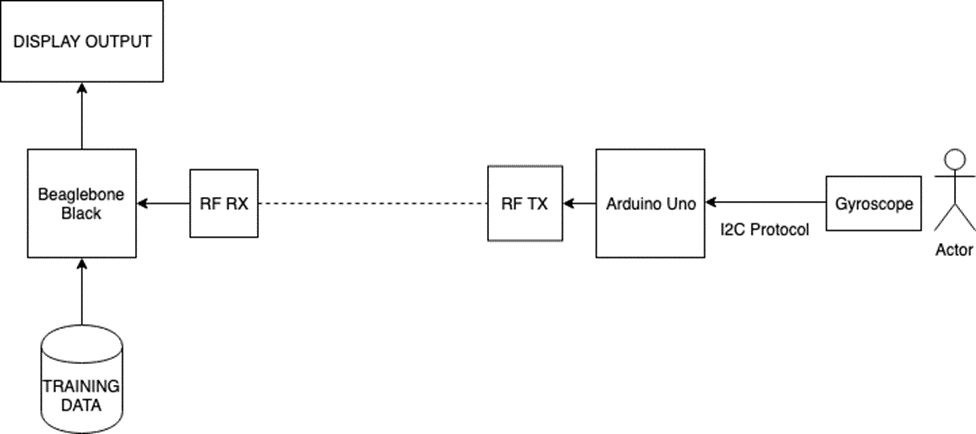 DISPLAY OUTPUT
Beaglebone
Black
RF RX
RF TX
Arduino Uno
I2C Protocol
Gyroscope
Actor
TRAINING
DATA